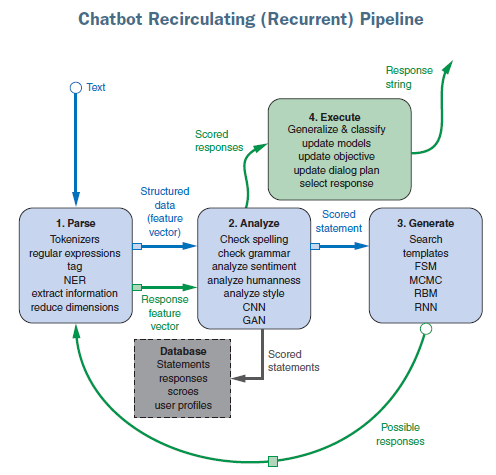 Chatbot Recirculating (Recurrent) Pipeline
Text
Response
string
Scored
responses
4. Execute
Generalize & classify
update models
update objective
update dialog plan
select response
Structured
data
(feature
vector)
1. Parse
Tokenizers
regular expressions
tag
NER
extract information
reduce dimensions
2. Analyze
Check spelling
check grammar
analyze sentiment
analyze humanness
analyze style
CNN
GAN
Scored
statement
3. Generate
Search
templates
FSM
MCMC
RBM
RNN
Response
feature
vector
Database
Statements
responses
scroes
user profiles
Scored
statements
Possible
responses